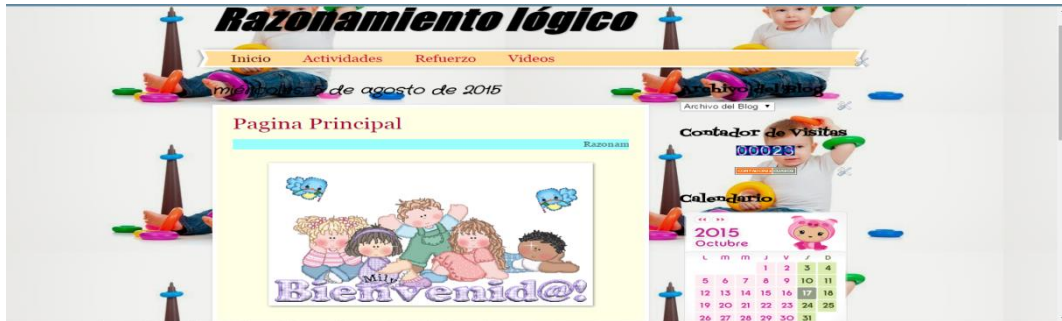 Razonamiento lógico
Inicio Actividades Refuerzo Videos
miércoles, 5 de agosto de 2015
Pagina Principal
Razonam
Mily
Bienvenid@!
Archivo del Blog
Archivo del Blog
Contador de Visitas
00023
Calendario
2015
Octubre
L M M J V S D
1 2 3 4
5 6 7 8 9 10 11
12 13 14 15 16 17 18
19 20 21 22 23 24 25
26 27 28 29 30 31